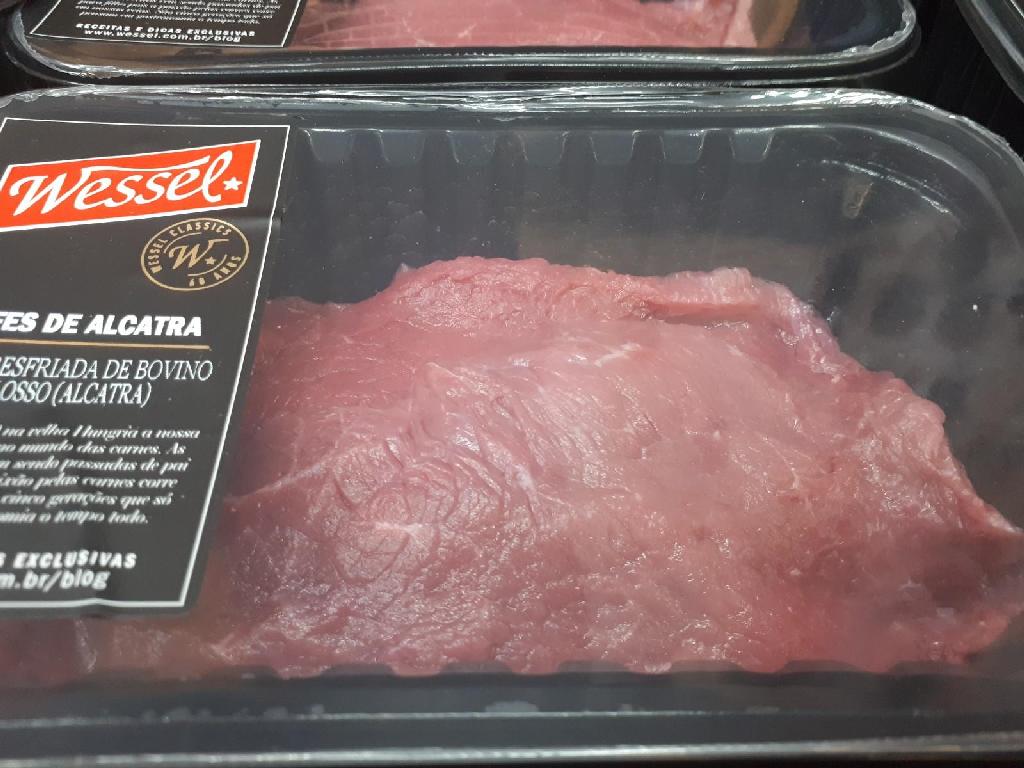 RECEITAS E DICAS EXCLUSIVAS
www.wessel.com.br/blog
Wessel
WESSEL CLASSICS
W
ANOS
FES DE ALCATRA
ESFRIADA DE BOVINO
OSSO (ALCATRA)
na velha Hungria a nossa
no mundo das carnes. As
m sendo passadas de pai
ixão pelas carnes corre
cinco gerações que só
o tempo todo.
S EXCLUSIVAS
m.br/blog